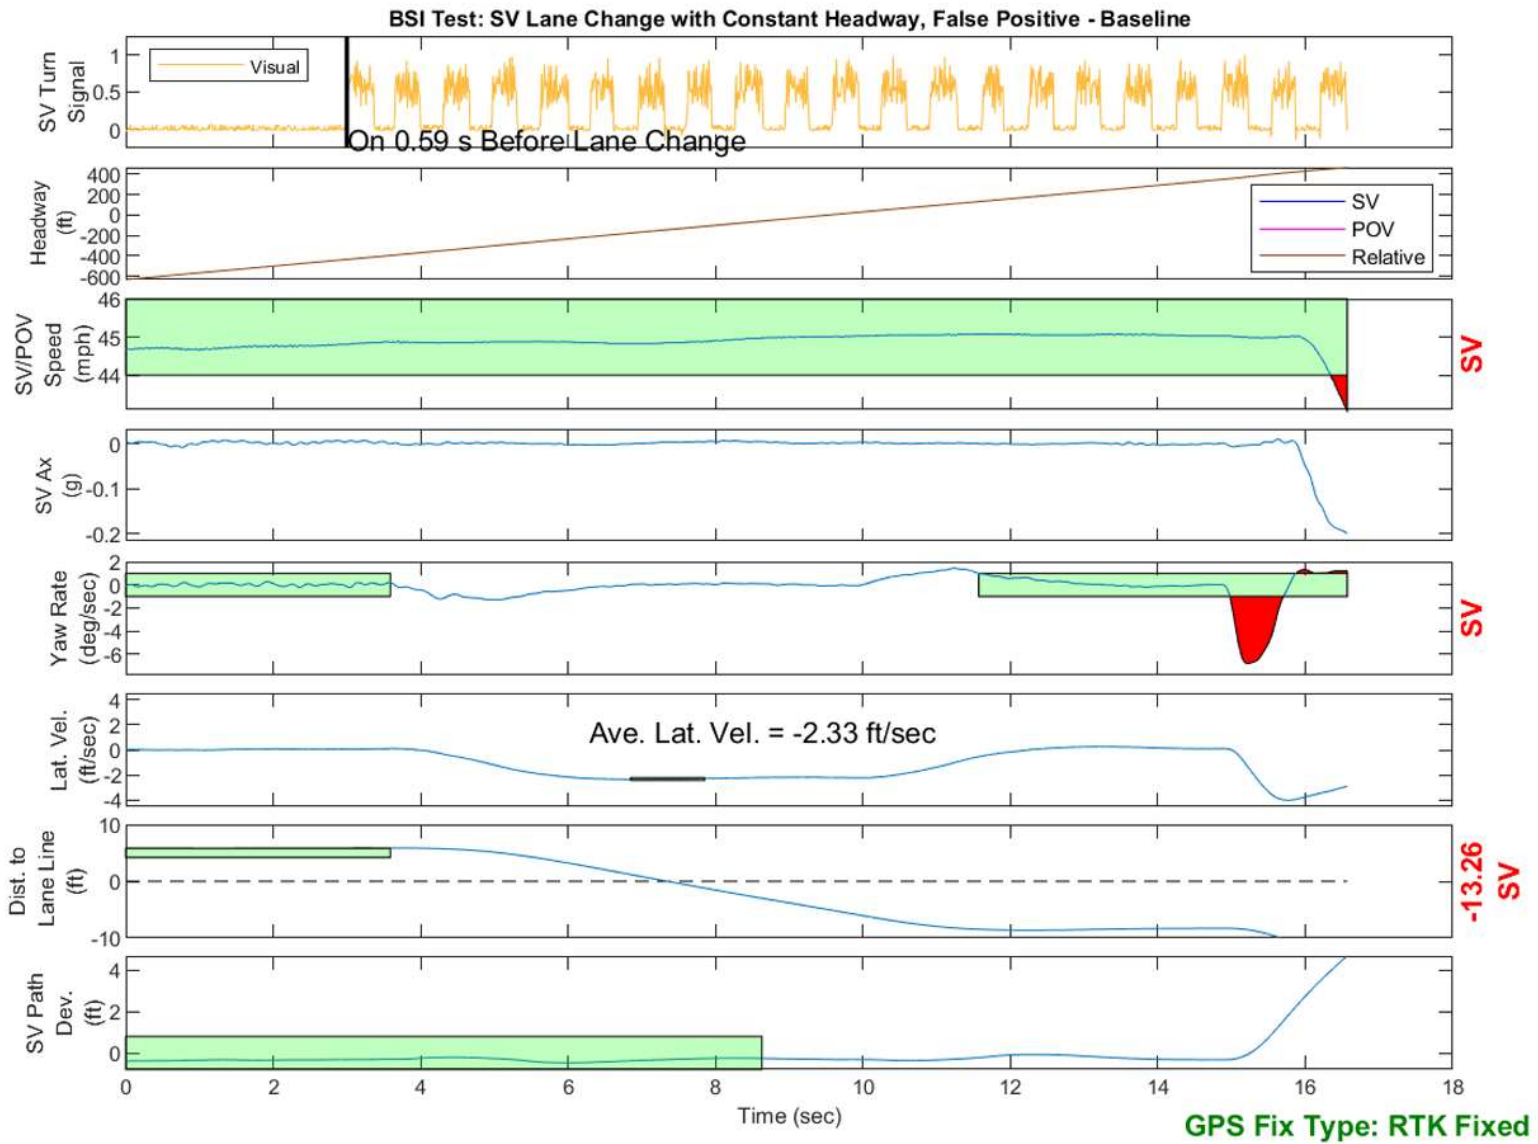 BSI Test: SV Lane Change with Constant Headway, False Positive - Baseline
SV Turn
Signal
1
0.5
0
Visual
On 0.59 s Before Lane Change
Headway
(ft)
400
200
0
-200
-400
-600
SV
POV
Relative
SV/POV
Speed
(mph)
46
45
44
SV
SV Ax
(g)
0
-0.1
-0.2
Yaw Rate
(deg/sec)
2
0
-2
-4
-6
SV
Lat. Vel.
(ft/sec)
4
2
0
-2
-4
Ave. Lat. Vel. = -2.33 ft/sec
Dist. to
Lane Line
(ft)
10
0
-10
-13.26
SV
SV Path
Dev.
(ft)
4
2
0
0 2 4 6 8 10 12 14 16 18
Time (sec)
GPS Fix Type: RTK Fixed